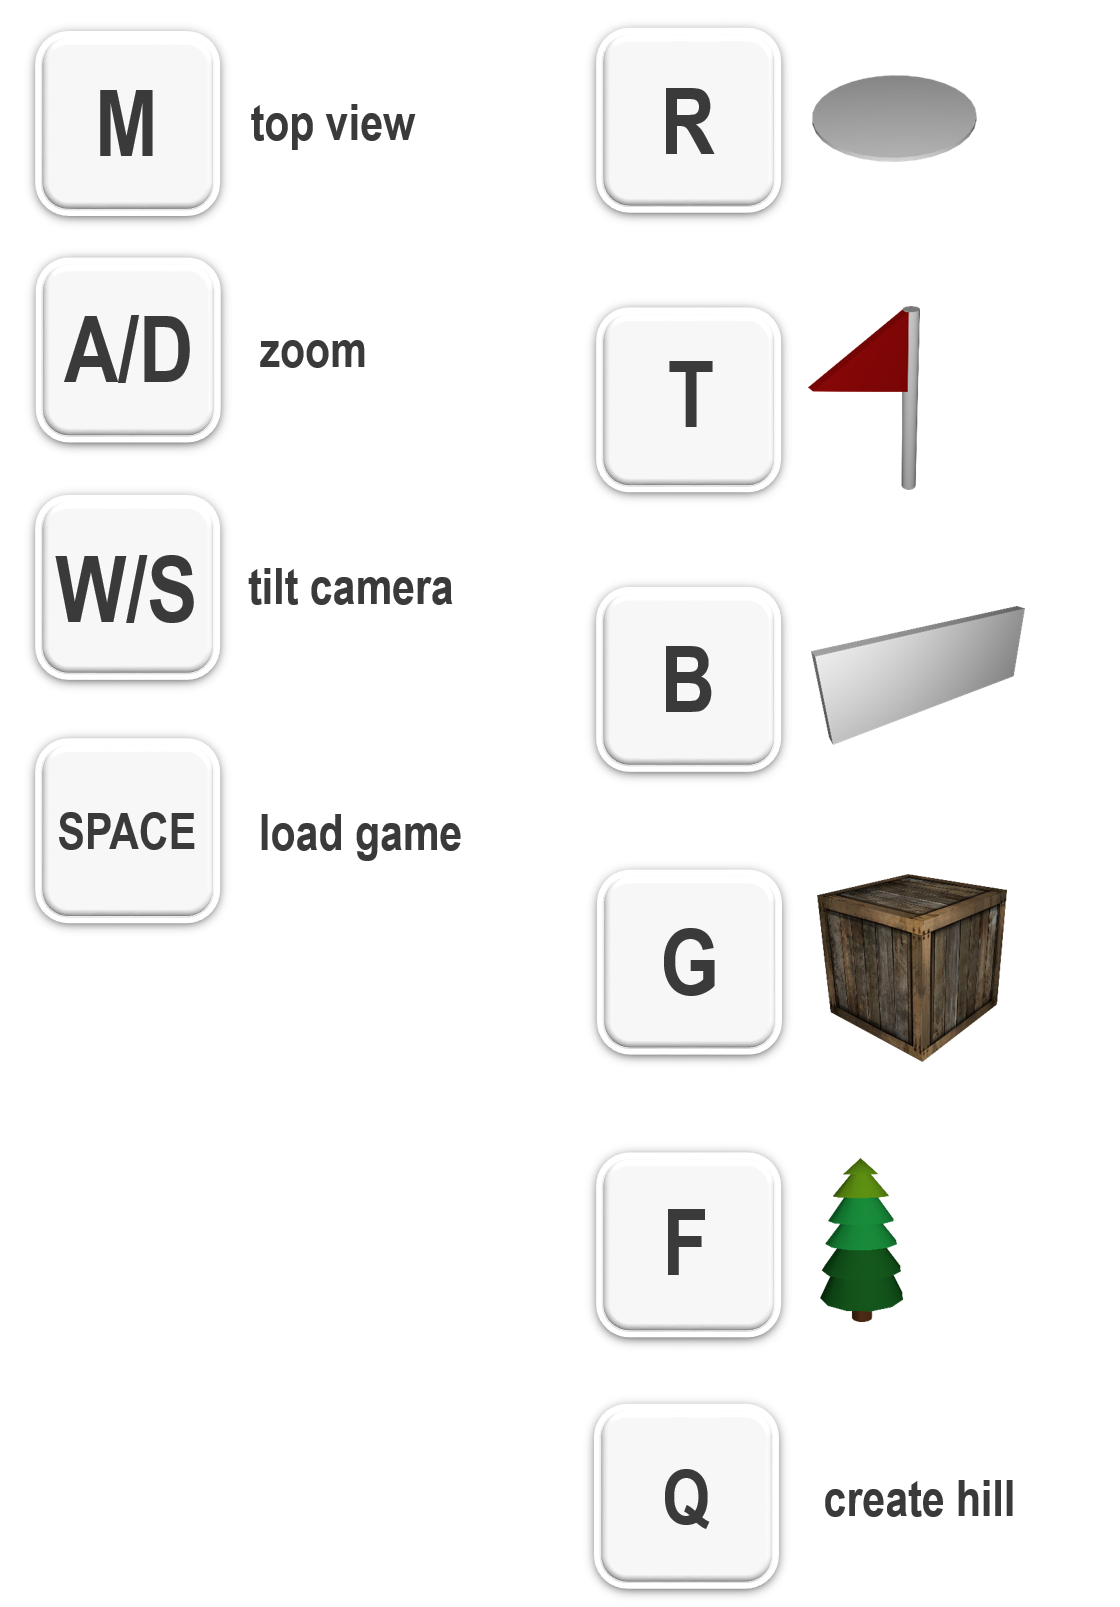 M
top view
A/D
zoom
W/S
tilt camera
SPACE
load game
R
T
B
G
F
Q
create hill